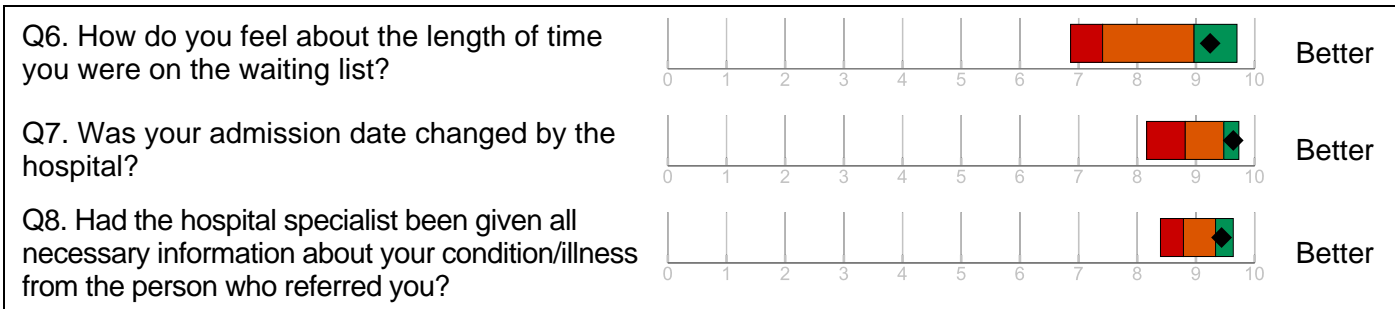 Q6. How do you feel about the length of time
you were on the waiting list?
0 1 2 3 4 5 6 7 8 9 10
Better
Q7. Was your admission date changed by the
hospital?
0 1 2 3 4 5 6 7 8 9 10
Better
Q8. Had the hospital specialist been given all
necessary information about your condition/illness
from the person who referred you?
0 1 2 3 4 5 6 7 8 9 10
Better